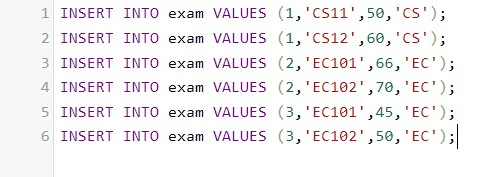 1 INSERT INTO exam VALUES (1,'CS11',50,'CS');
2 INSERT INTO exam VALUES (1,'CS12',60,'CS');
3 INSERT INTO exam VALUES (2,'EC101',66,'EC');
4 INSERT INTO exam VALUES (2,'EC102',70,'EC');
5 INSERT INTO exam VALUES (3,'EC101',45,'EC');
6 INSERT INTO exam VALUES (3,'EC102',50,'EC');